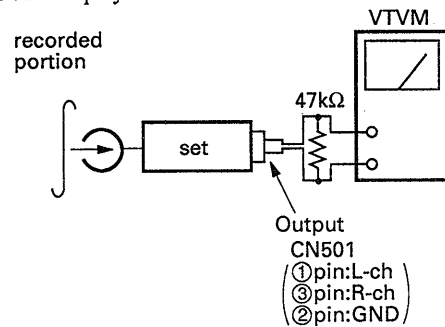 VTVM
recorded
portion
47kΩ
set
Output
CN501
①pin:L-ch
③pin:R-ch
②pin:GND